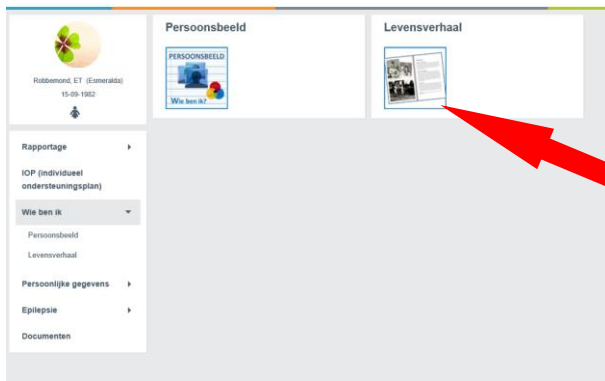 Robbemond, ET (Esmeralda)
15-09-1982
Rapportage
IOP (individueel
ondersteuningsplan)
Wie ben ik
Persoonsbeeld
Levensverhaal
Persoonlijke gegevens
Epilepsie
Documenten
Persoonsbeeld
PERSOONSBEELD
Wie ben ik?
Levensverhaal